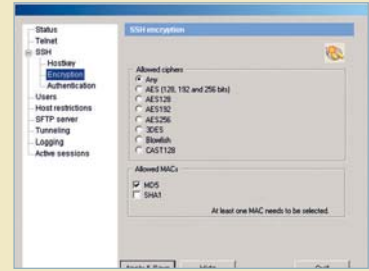 Status
Telnet
SSH
Hostkey
Encryption
Authentication
Users
Host restrictions
SFTP server
Tunneling
Logging
Active sessions
SSH encryption
Allowed ciphers
Any
AES (128, 192 and 256 bits)
AES128
AES192
AES256
3DES
Blowfish
CAST128
Allowed MACs
MD5
SHA1
At least one MAC needs to be selected.